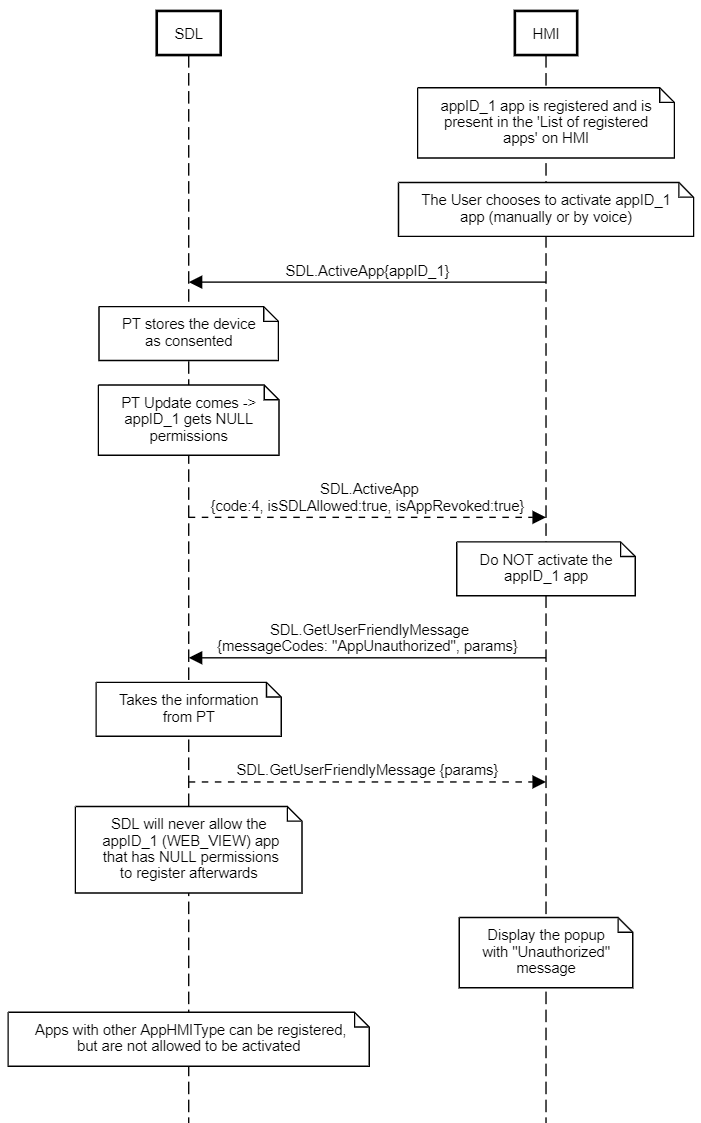 SDL
HMI
appID_1 app is registered and is
present in the 'List of registered
apps' on HMI
The User chooses to activate appID_1
app (manually or by voice)
SDL.ActiveApp{appID_1}
PT stores the device
as consented
PT Update comes ->
appID_1 gets NULL
permissions
SDL.ActiveApp
{code:4, isSDLAllowed:true, isAppRevoked:true}
Do NOT activate the
appID_1 app
SDL.GetUserFriendlyMessage
{messageCodes: "AppUnauthorized", params}
Takes the information
from PT
SDL.GetUserFriendlyMessage {params}
SDL will never allow the
appID_1 (WEB_VIEW) app
that has NULL permissions
to register afterwards
Display the popup
with "Unauthorized"
message
Apps with other AppHMIType can be registered,
but are not allowed to be activated